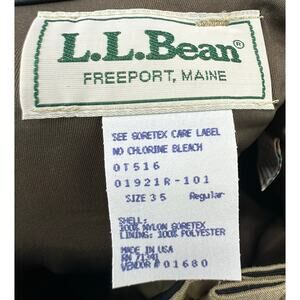 L.L.Bean®
FREEPORT, MAINE
SEE GORETEX CARE LABEL
NO CHLORINE BLEACH
0T516
01921R-101
SIZE 35 Regular
SHELL:
100% NYLON GORETEX
LINING: 100% POLYESTER
MADE IN USA
RN 71341
VENDOR # 01680